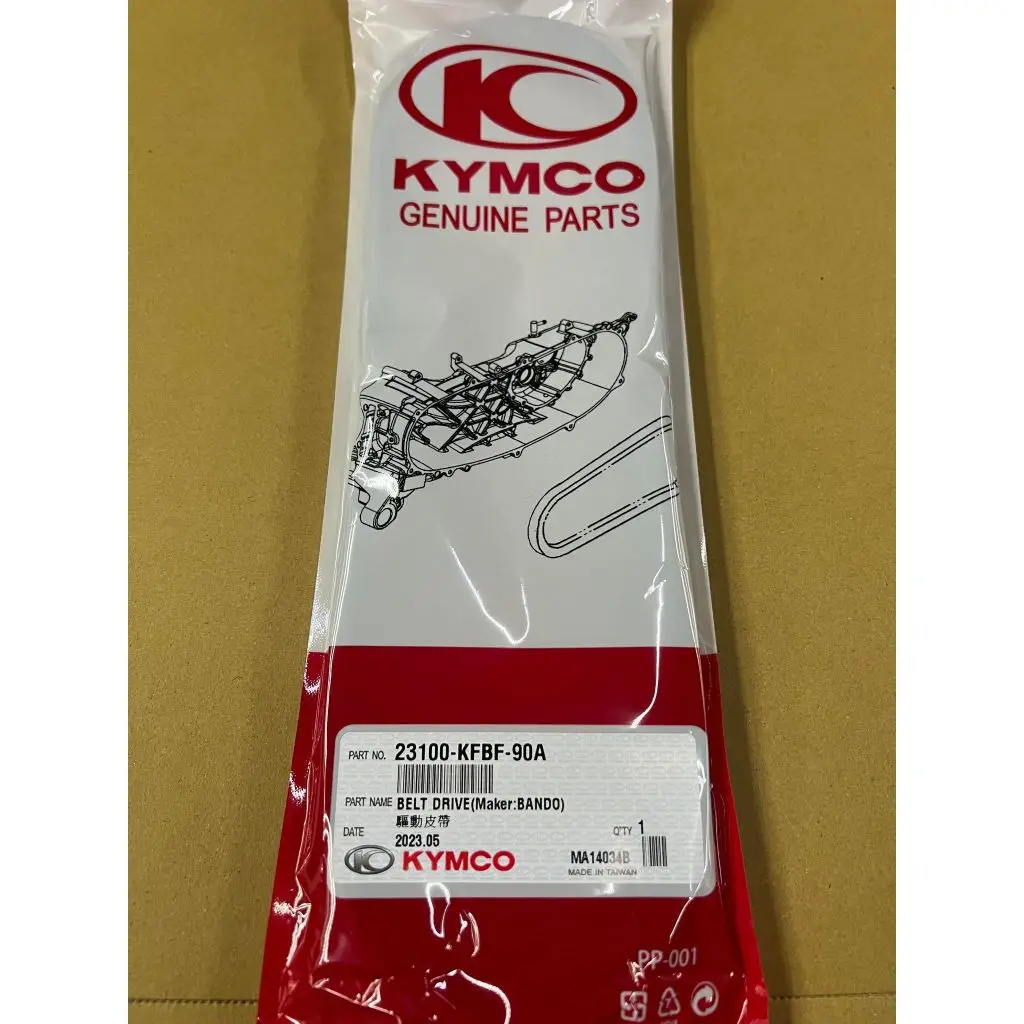 KYMCO
GENUINE PARTS
PART NO. 23100-KFBF-90A
PART NAME BELT DRIVE(Maker:BANDO)
驅動皮帶
DATE 2023.05
Q'TY 1
KYMCO
MA14034B
MADE IN TAIWAN
PP-001